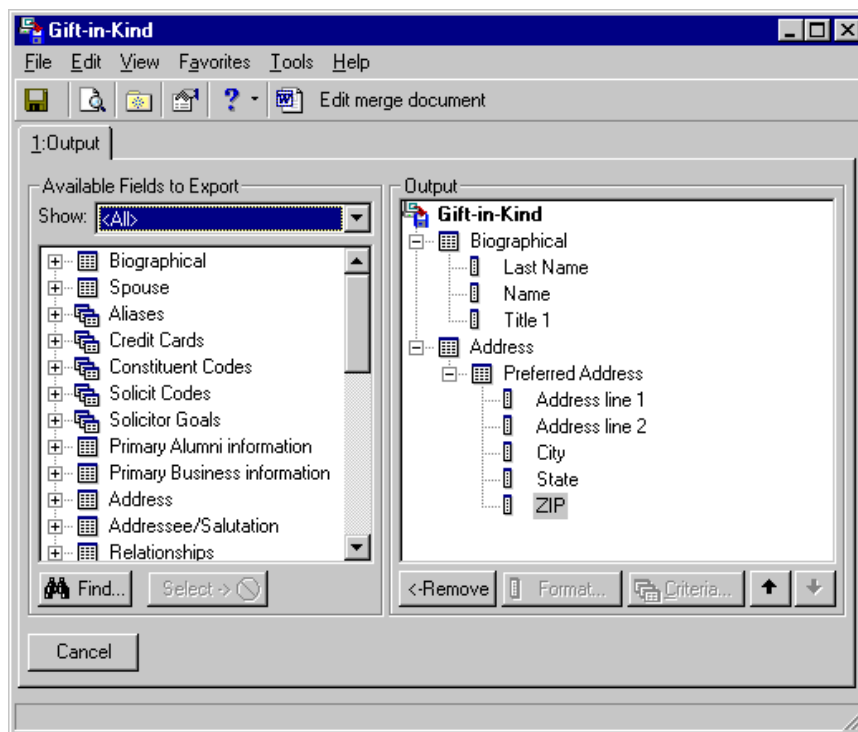 Gift-in-Kind
File Edit View Favorites Tools Help
? Edit merge document
1:Output
Available Fields to Export
Show: <All>
Biographical
Spouse
Aliases
Credit Cards
Constituent Codes
Solicit Codes
Solicitor Goals
Primary Alumni information
Primary Business information
Address
Addressee/Salutation
Relationships
Find...
Select ->
Output
Gift-in-Kind
Biographical
Last Name
Name
Title 1
Address
Preferred Address
Address line 1
Address line 2
City
State
ZIP
<-Remove
Format...
Criteria...
Cancel